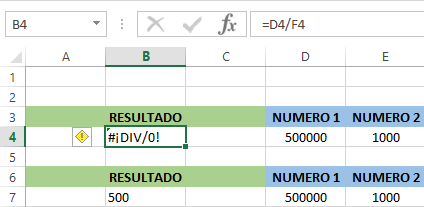 B4 fx =D4/F4
A B C D E
1
2
3 RESULTADO NUMERO 1 NUMERO 2
4 #¡DIV/0! 500000 1000
5
6 RESULTADO NUMERO 1 NUMERO 2
7 500 500000 1000